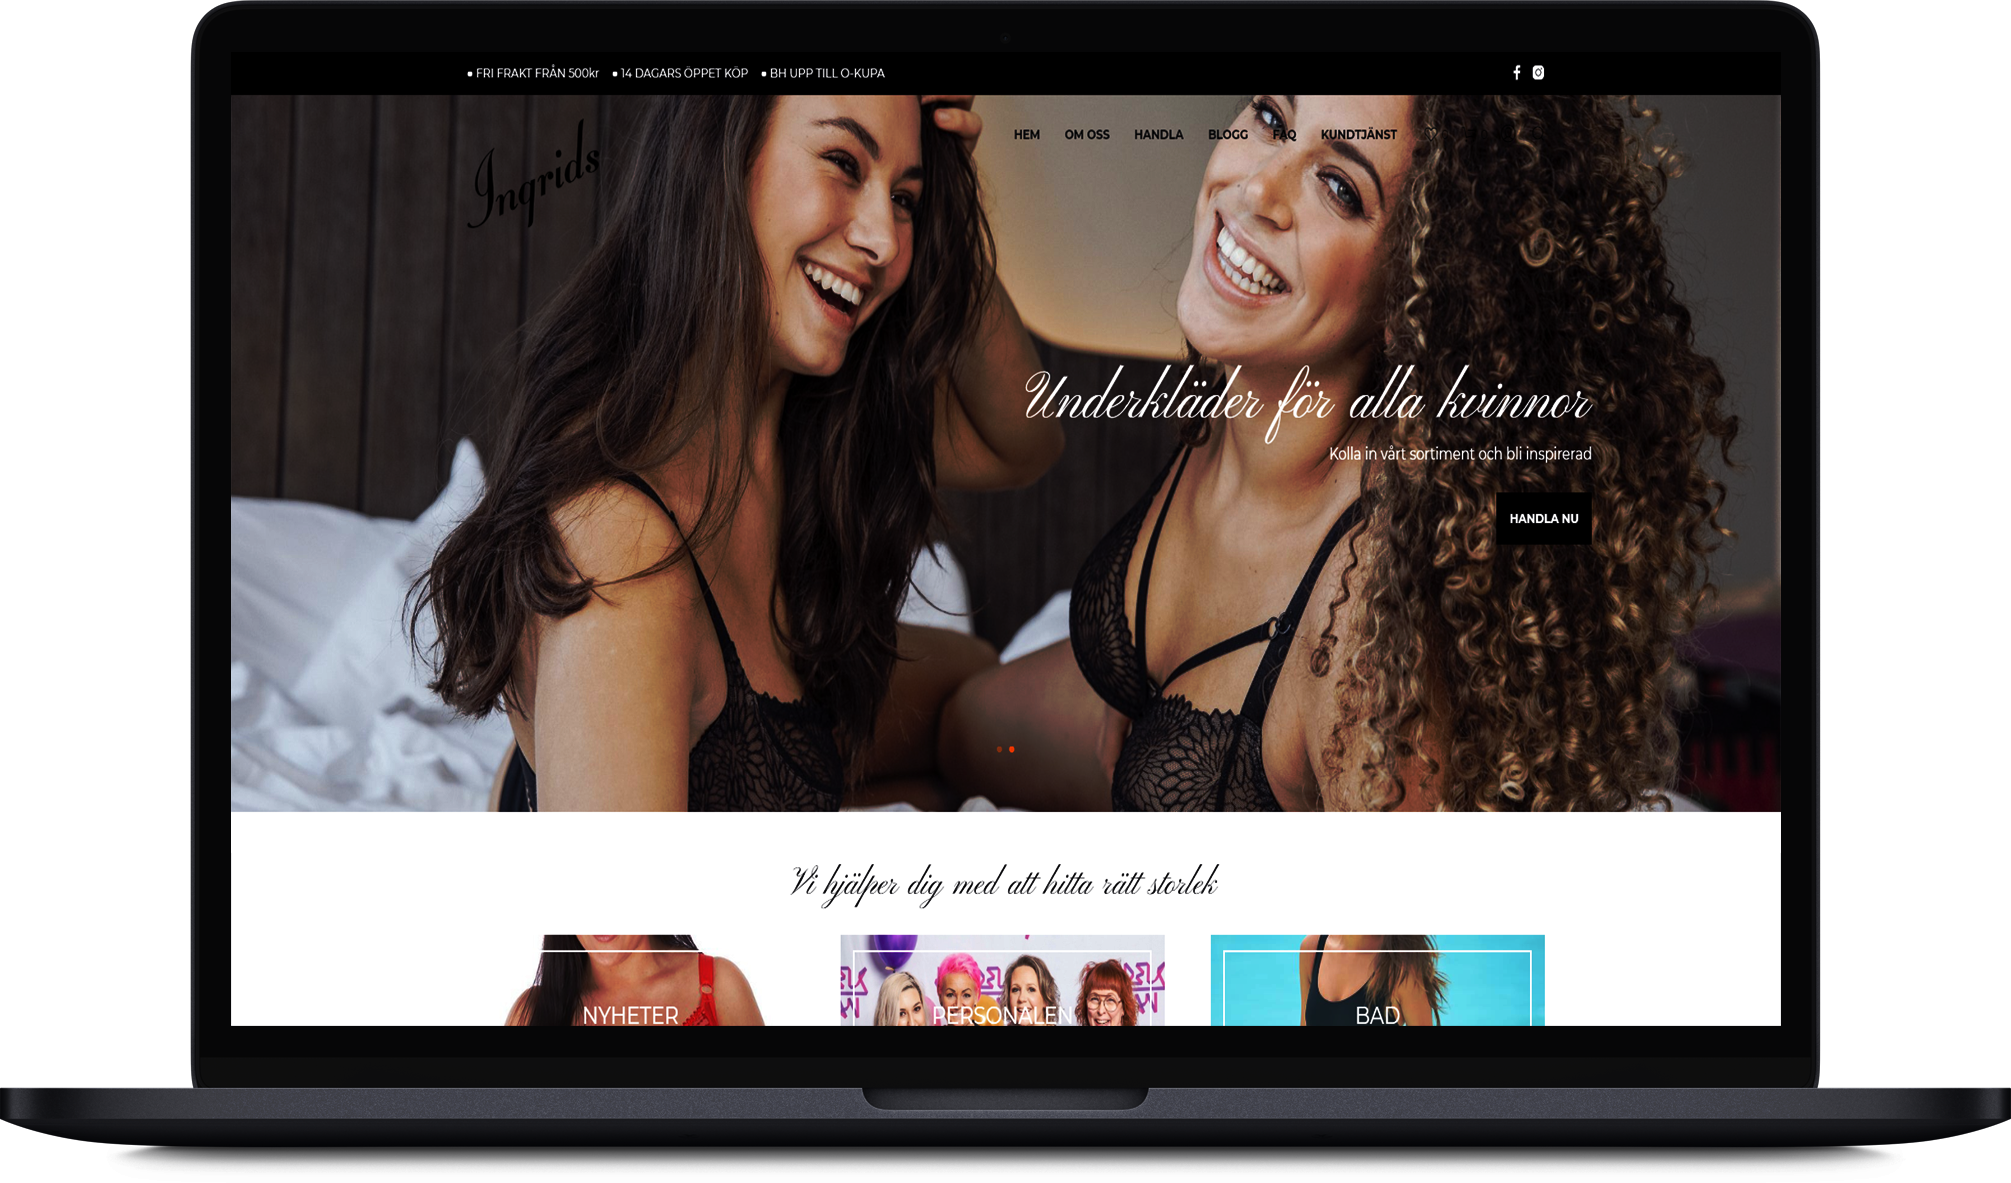 FRI FRAKT FRÅN 500kr
14 DAGARS ÖPPET KÖP
BH UPP TILL O-KUPA
Ingrids
HEM OM OSS HANDLA BLOGG FAQ KUNDTJÄNST
Underkläder för alla kvinnor
Kolla in vårt sortiment och bli inspirerad
HANDLA NU
Vi hjälper dig med att hitta rätt storlek
NYHETER
PERSONALEN
BAD